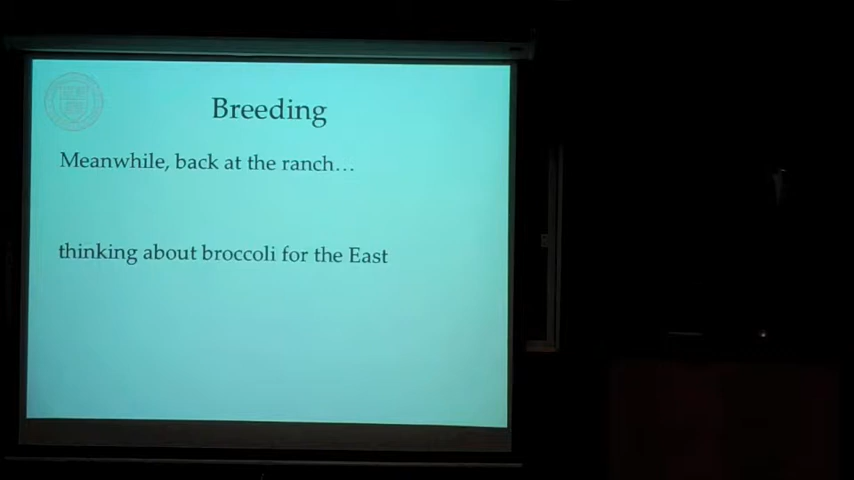 Breeding
Meanwhile, back at the ranch…
thinking about broccoli for the East